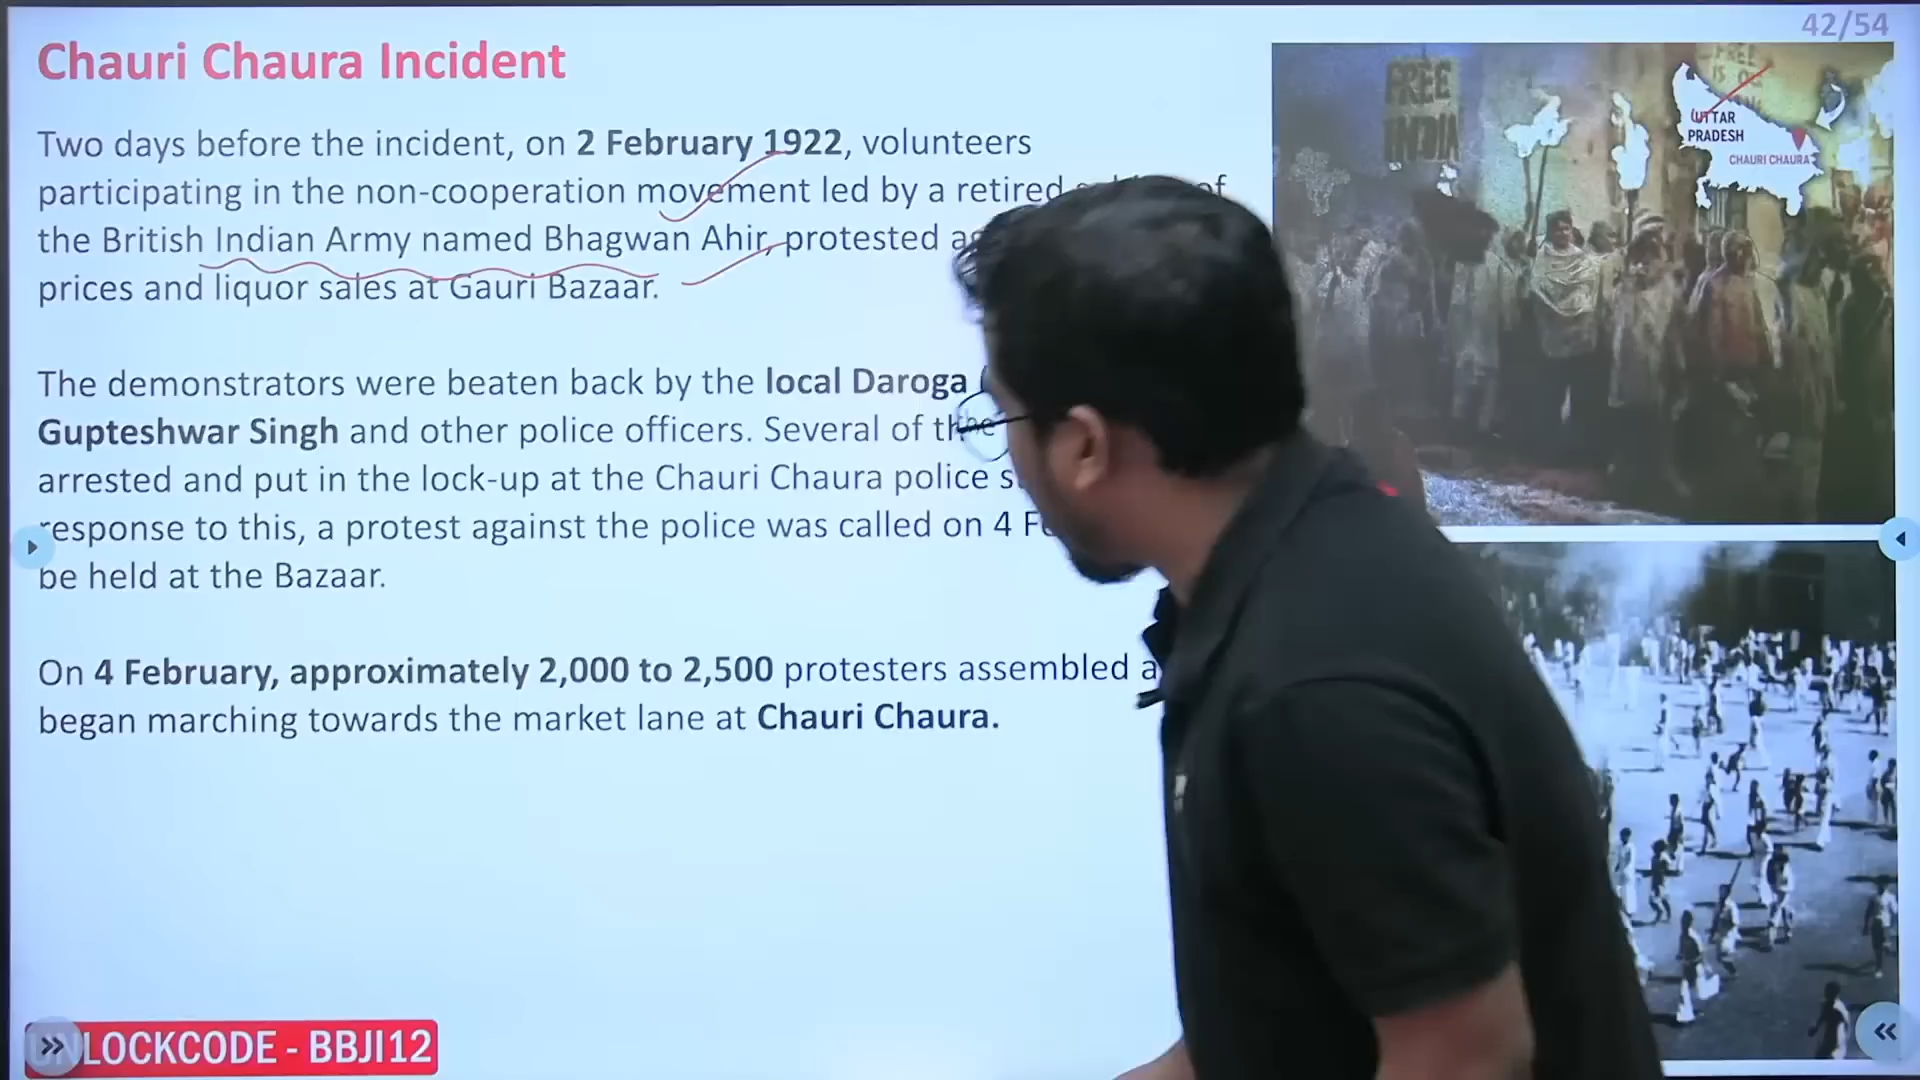 42/54
Chauri Chaura Incident
Two days before the incident, on 2 February 1922, volunteers
participating in the non-cooperation movement led by a retired of
the British Indian Army named Bhagwan Ahir, protested
prices and liquor sales at Gauri Bazaar.
The demonstrators were beaten back by the local Daroga
Gupteshwar Singh and other police officers. Several of the
arrested and put in the lock-up at the Chauri Chaura police
response to this, a protest against the police was called on 4
be held at the Bazaar.
On 4 February, approximately 2,000 to 2,500 protesters assembled
began marching towards the market lane at Chauri Chaura.
FREE
INDIA
UTTAR
PRADESH
CHAURI CHAURA
LOCKCODE - BBJI12